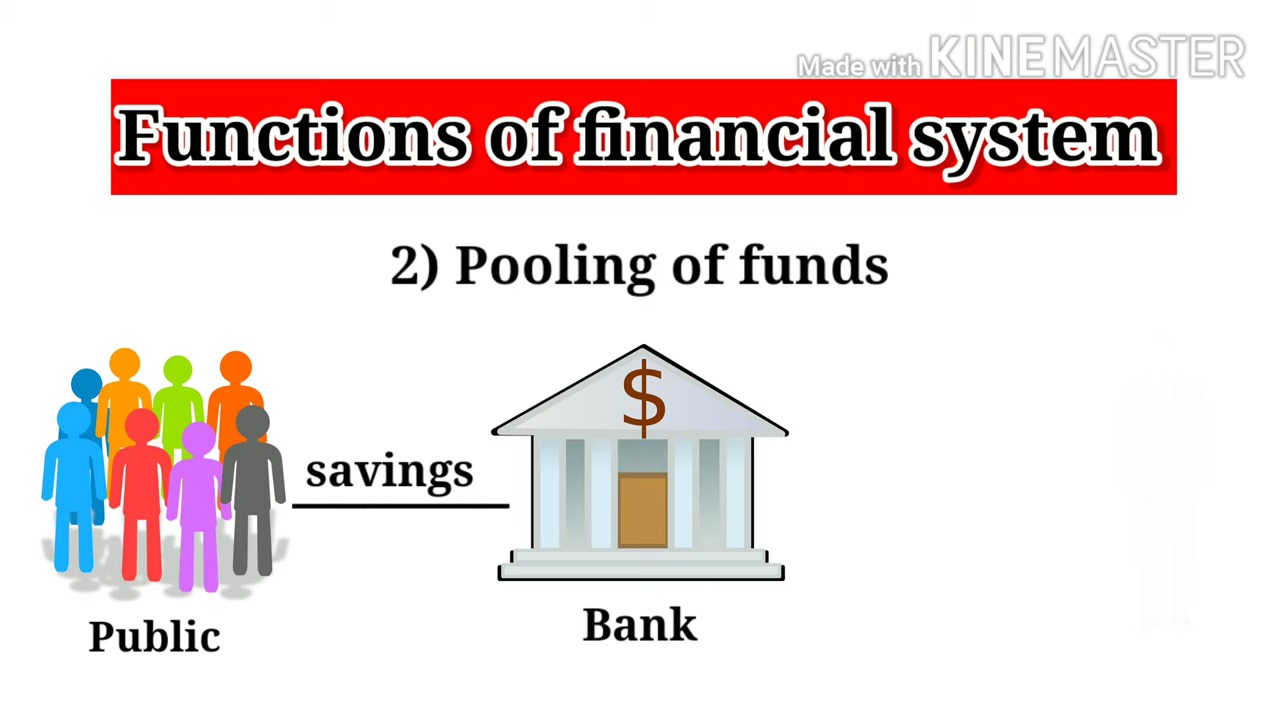 Made with KINEMASTER
Functions of financial system
2) Pooling of funds
$
savings
Public
Bank